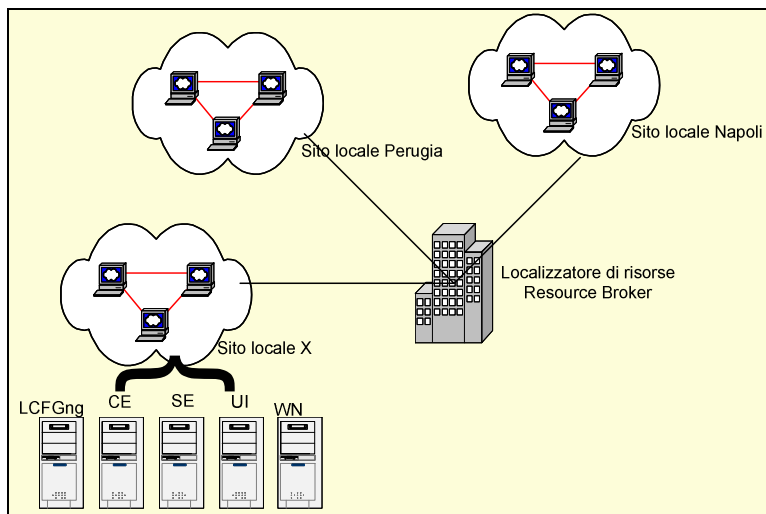 Sito locale Perugia
Sito locale Napoli
Localizzatore di risorse
Resource Broker
Sito locale X
LCFGng
CE
SE
UI
WN